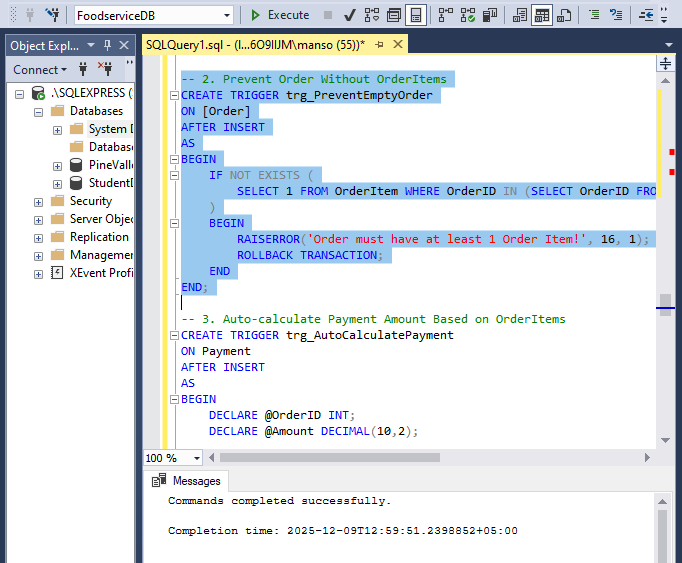 FoodserviceDB
Execute
Object Expl...
SQLQuery1.sql - (l...6O9IIJM\manso (55))*
Connect
.\SQLEXPRESS (
Databases
System D
Databas
PineValle
StudentD
Security
Server Objec
Replication
Managemen
XEvent Profi
-- 2. Prevent Order Without OrderItems
CREATE TRIGGER trg_PreventEmptyOrder
ON [Order]
AFTER INSERT
AS
BEGIN
IF NOT EXISTS (
SELECT 1 FROM OrderItem WHERE OrderID IN (SELECT OrderID FRO
)
BEGIN
RAISERROR('Order must have at least 1 Order Item!', 16, 1);
ROLLBACK TRANSACTION;
END
END;
-- 3. Auto-calculate Payment Amount Based on OrderItems
CREATE TRIGGER trg_AutoCalculatePayment
ON Payment
AFTER INSERT
AS
BEGIN
DECLARE @OrderID INT;
DECLARE @Amount DECIMAL(10,2);
100 %
Messages
Commands completed successfully.
Completion time: 2025-12-09T12:59:51.2398852+05:00